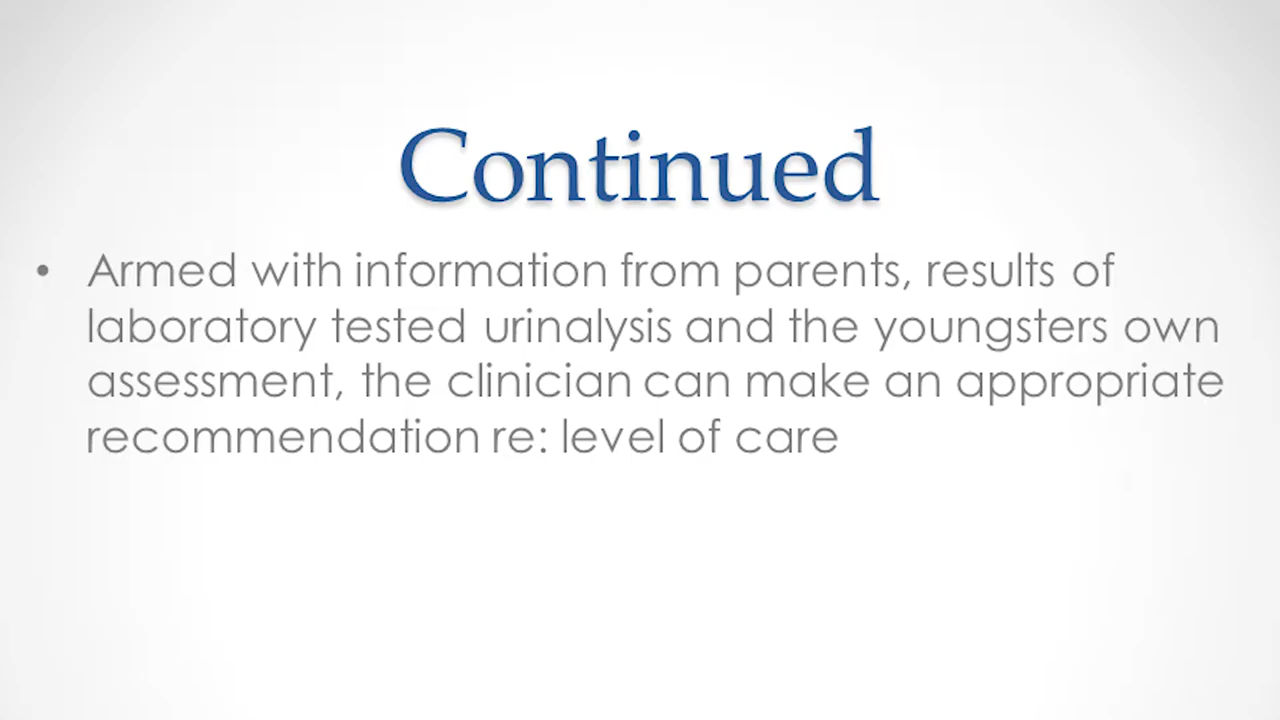 Continued
• Armed with information from parents, results of
laboratory tested urinalysis and the youngsters own
assessment, the clinician can make an appropriate
recommendation re: level of care